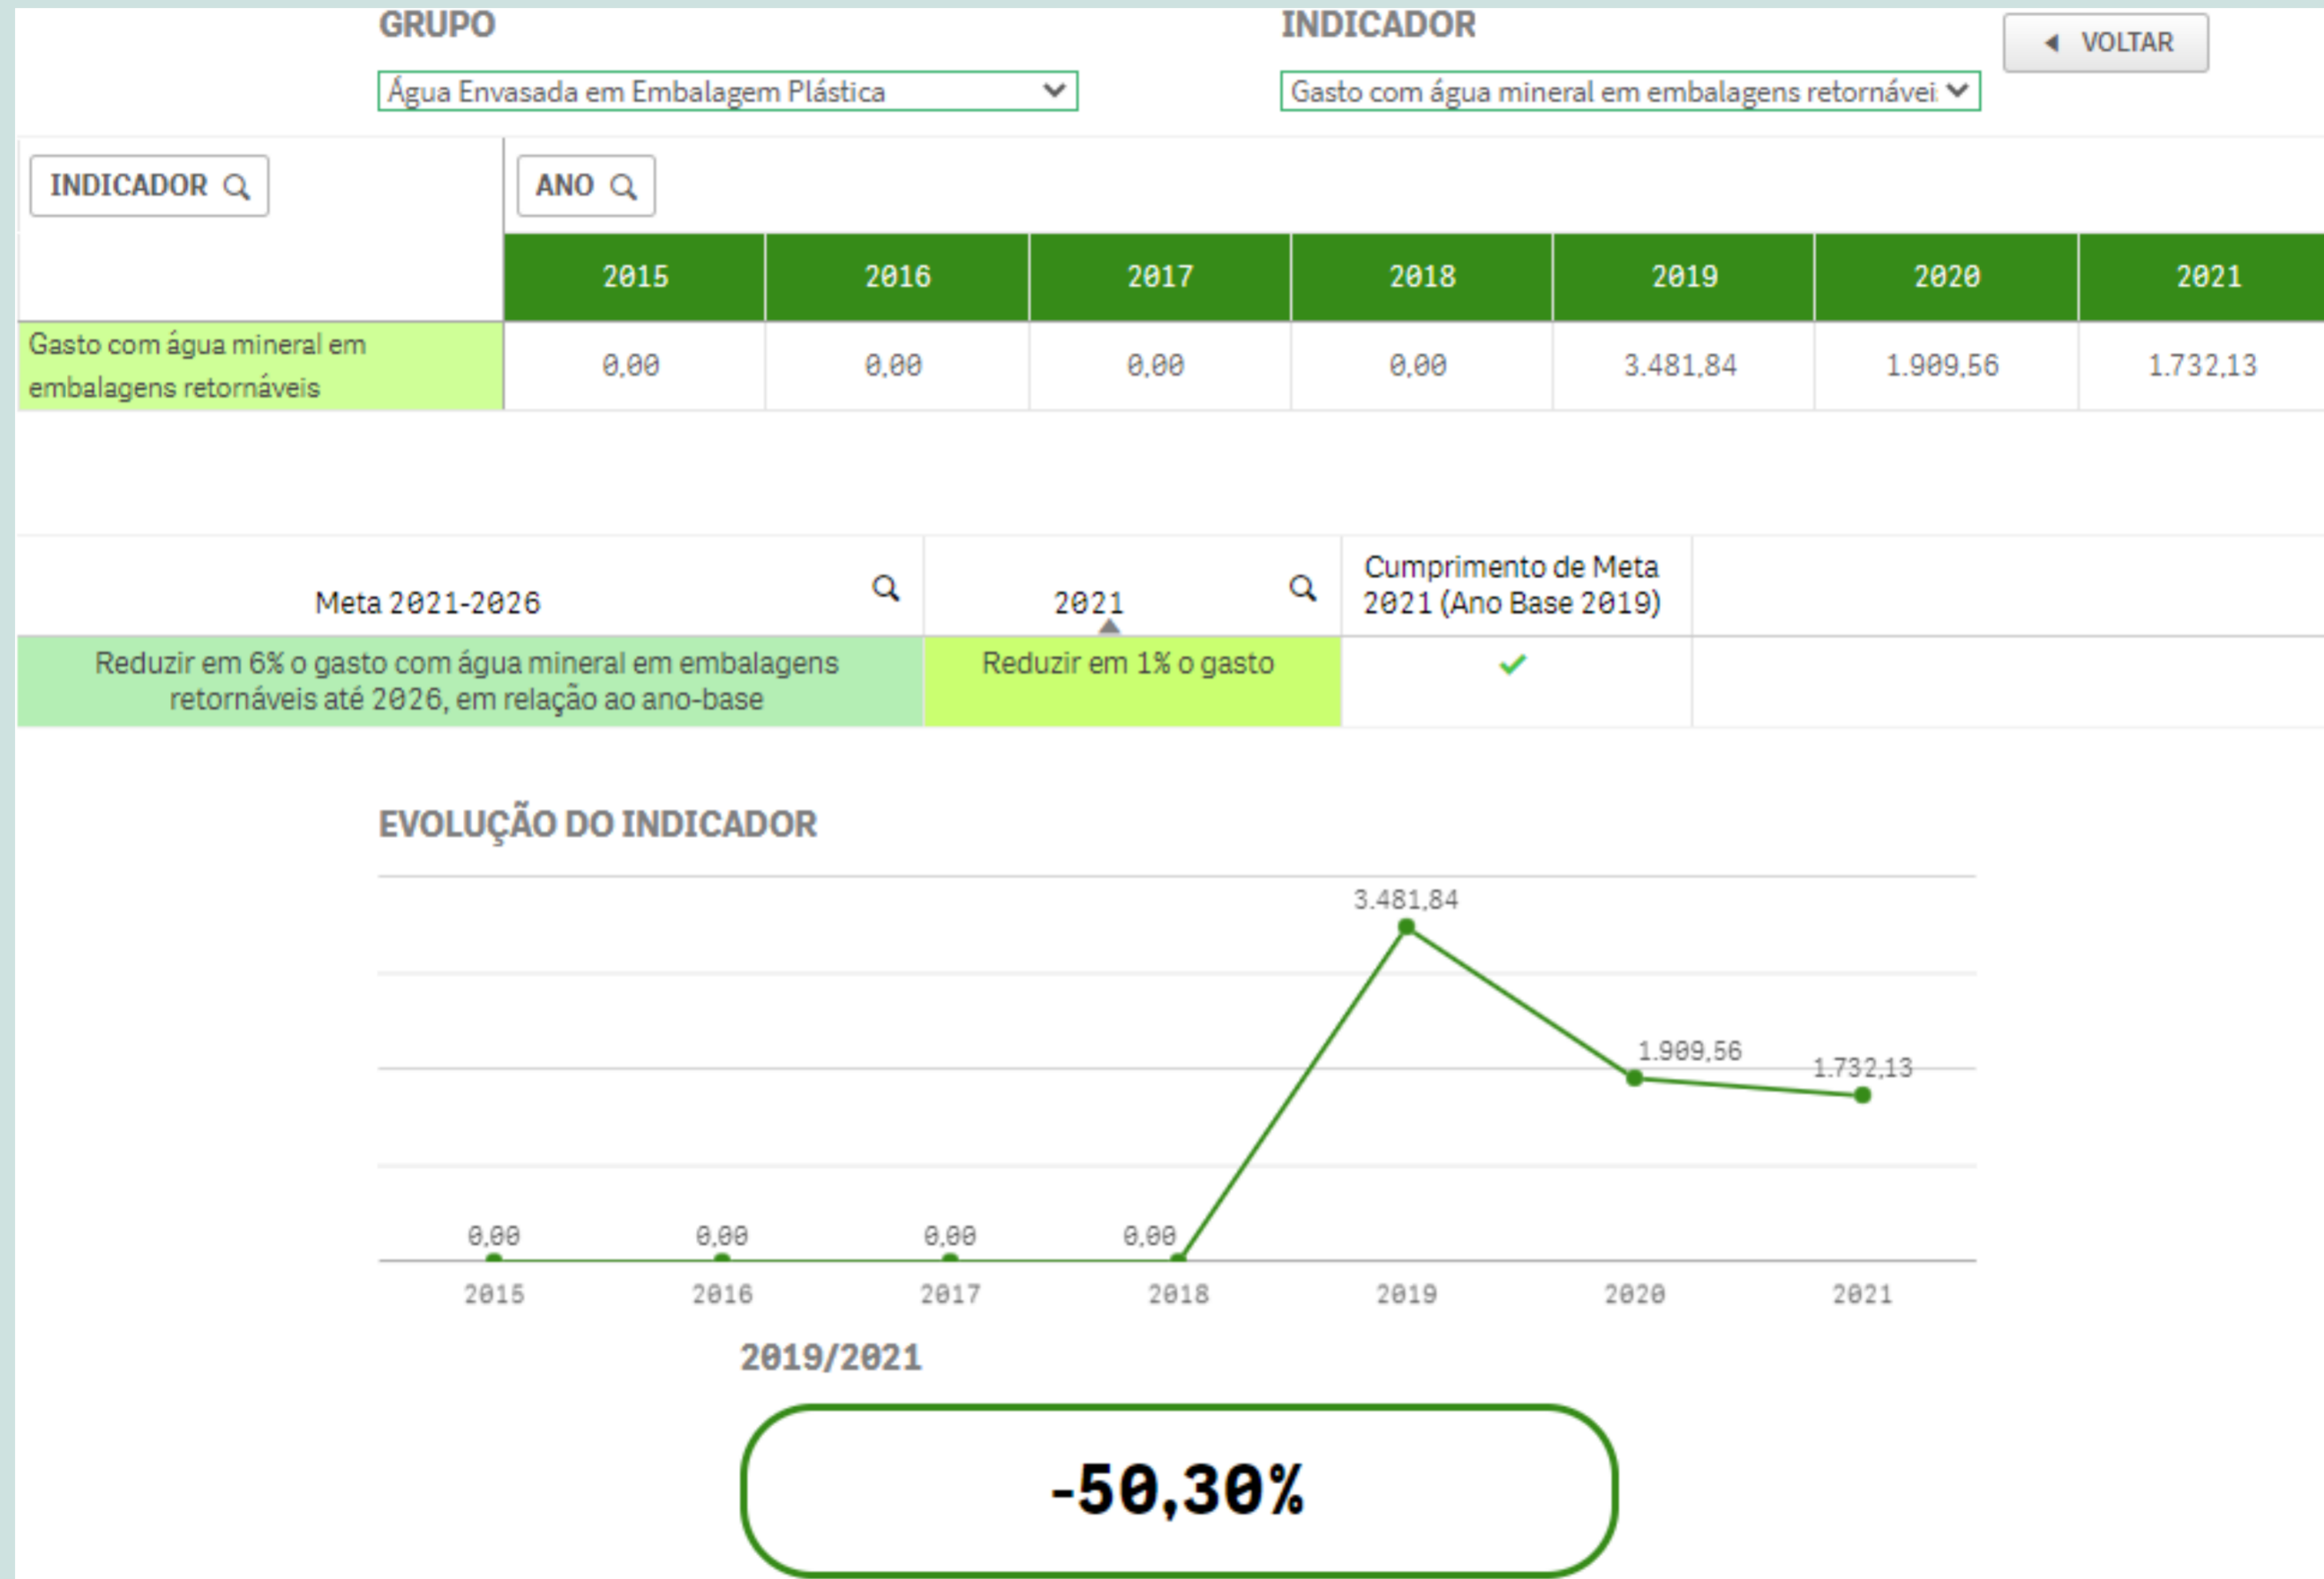 GRUPO
INDICADOR
VOLTAR
Água Envasada em Embalagem Plástica
Gasto com água mineral em embalagens retornávei
INDICADOR
ANO
2015 2016 2017 2018 2019 2020 2021
Gasto com água mineral em
embalagens retornáveis
0,00 0,00 0,00 0,00 3.481,84 1.909,56 1.732,13
Meta 2021-2026
2021
Cumprimento de Meta
2021 (Ano Base 2019)
Reduzir em 6% o gasto com água mineral em embalagens
retornáveis até 2026, em relação ao ano-base
Reduzir em 1% o gasto
EVOLUÇÃO DO INDICADOR
3.481,84
1.909,56
1.732,13
0,00 0,00 0,00 0,00
2015 2016 2017 2018 2019 2020 2021
2019/2021
-50,30%